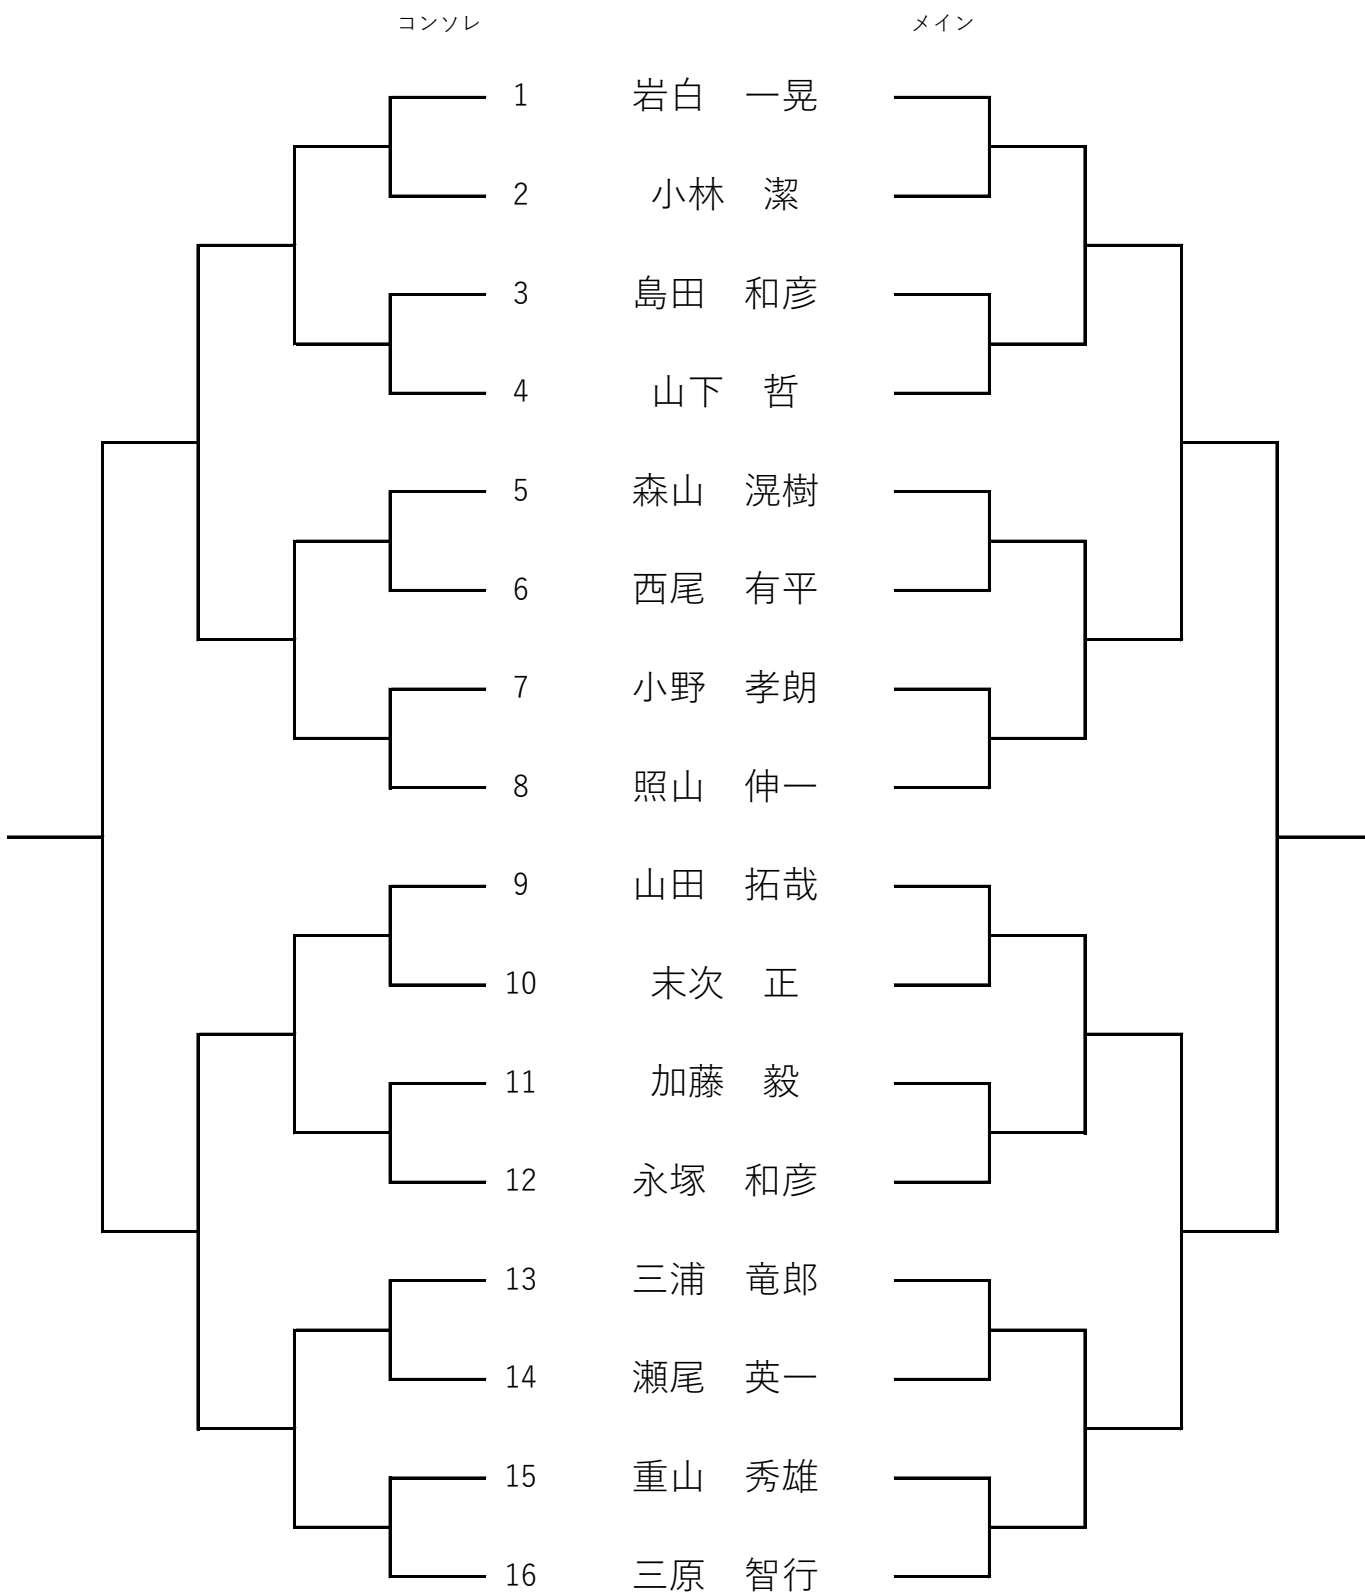 コンソレ メイン
1 岩白　一晃
2 小林　潔
3 島田　和彦
4 山下　哲
5 森山　滉樹
6 西尾　有平
7 小野　孝朗
8 照山　伸一
9 山田　拓哉
10 末次　正
11 加藤　毅
12 永塚　和彦
13 三浦　竜郎
14 瀬尾　英一
15 重山　秀雄
16 三原　智行